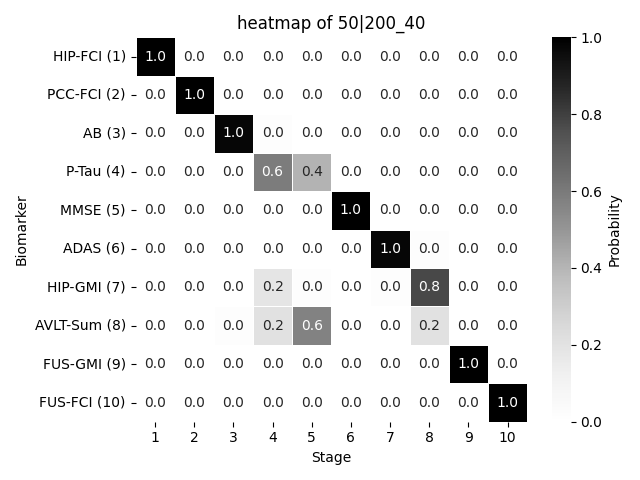 heatmap of 50|200_40
HIP-FCI (1) 1.0 0.0 0.0 0.0 0.0 0.0 0.0 0.0 0.0 0.0
PCC-FCI (2) 0.0 1.0 0.0 0.0 0.0 0.0 0.0 0.0 0.0 0.0
AB (3) 0.0 0.0 1.0 0.0 0.0 0.0 0.0 0.0 0.0 0.0
P-Tau (4) 0.0 0.0 0.0 0.6 0.4 0.0 0.0 0.0 0.0 0.0
MMSE (5) 0.0 0.0 0.0 0.0 0.0 1.0 0.0 0.0 0.0 0.0
ADAS (6) 0.0 0.0 0.0 0.0 0.0 0.0 1.0 0.0 0.0 0.0
HIP-GMI (7) 0.0 0.0 0.0 0.2 0.0 0.0 0.0 0.8 0.0 0.0
AVLT-Sum (8) 0.0 0.0 0.0 0.2 0.6 0.0 0.0 0.2 0.0 0.0
FUS-GMI (9) 0.0 0.0 0.0 0.0 0.0 0.0 0.0 0.0 1.0 0.0
FUS-FCI (10) 0.0 0.0 0.0 0.0 0.0 0.0 0.0 0.0 0.0 1.0
1 2 3 4 5 6 7 8 9 10
Stage
Biomarker
1.0
0.8
0.6
0.4
0.2
0.0
Probability